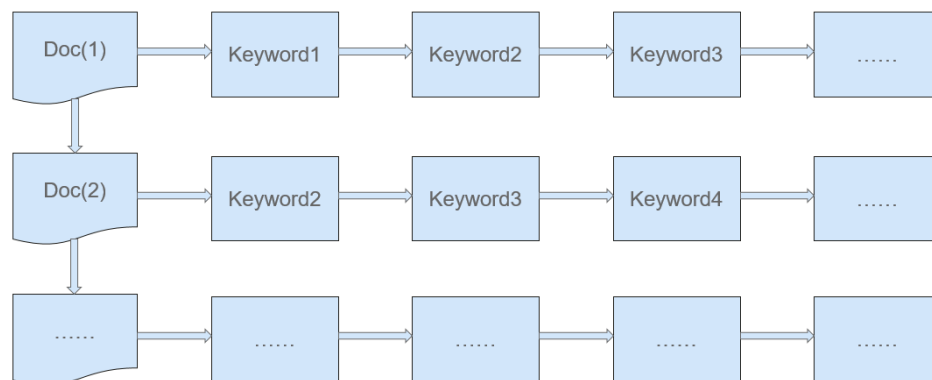 Doc(1)
Keyword1
Keyword2
Keyword3
......
Doc(2)
Keyword2
Keyword3
Keyword4
......
......
......
......
......
......